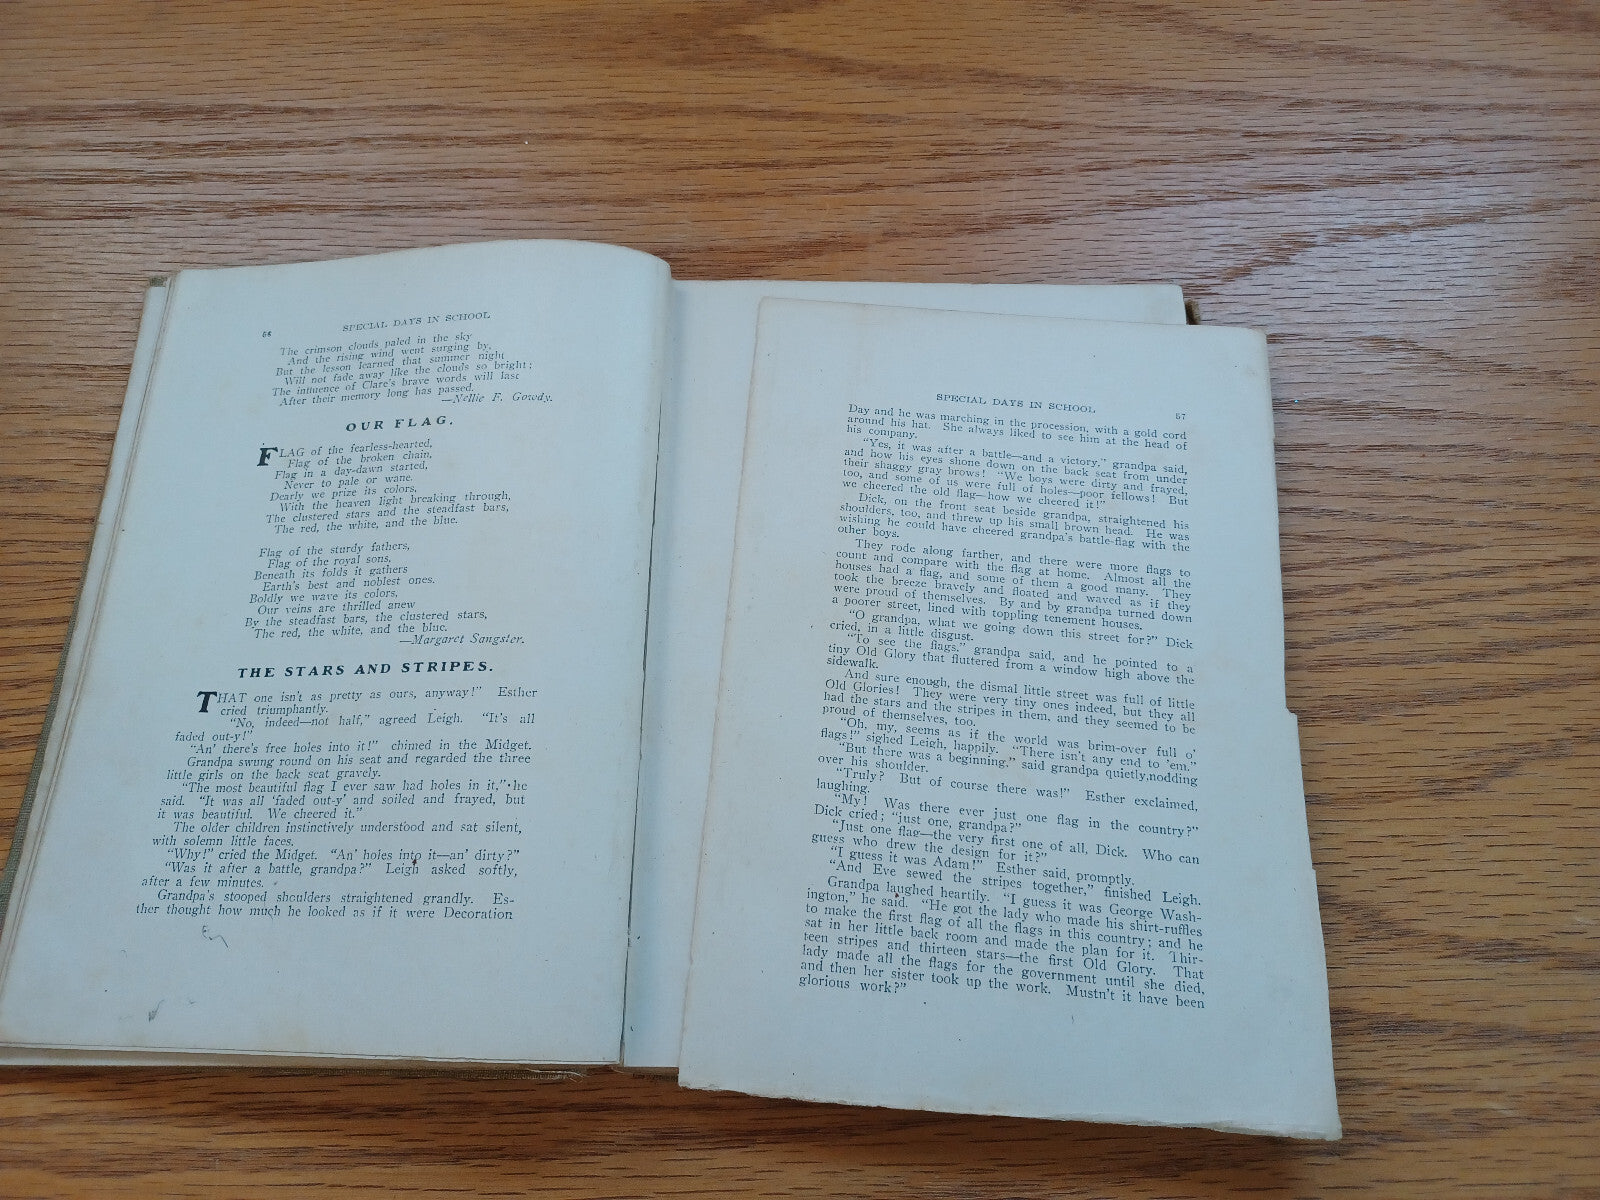 56 SPECIAL DAYS IN SCHOOL
The crimson clouds paled in the sky
And the rising wind went surging by,
But the lesson learned that summer night
Will not fade away like the clouds so bright;
The influence of Clare's brave words will last
After their memory long has passed.
—Nellie F. Gowdy.
OUR FLAG.
FLAG of the fearless-hearted,
Flag of the broken chain,
Flag in a day-dawn started,
Never to pale or wane.
Dearly we prize its colors,
With the heaven light breaking through,
The clustered stars and the steadfast bars,
The red, the white, and the blue.
Flag of the sturdy fathers,
Flag of the royal sons,
Beneath its folds it gathers
Earth's best and noblest ones.
Boldly we wave its colors,
Our veins are thrilled anew
By the steadfast bars, the clustered stars,
The red, the white, and the blue.
—Margaret Sangster.
THE STARS AND STRIPES.
THAT one isn't as pretty as ours, anyway!" Esther
cried triumphantly.
"No, indeed—not half," agreed Leigh. "It's all
faded out-y!"
"An' there's free holes into it!" chimed in the Midget.
Grandpa swung round on his seat and regarded the three
little girls on the back seat gravely.
"The most beautiful flag I ever saw had holes in it," he
said. "It was all 'faded out-y' and soiled and frayed, but
it was beautiful. We cheered it."
The older children instinctively understood and sat silent,
with solemn little faces.
"Why!" cried the Midget. "An' holes into it—an' dirty?"
"Was it after a battle, grandpa?" Leigh asked softly,
after a few minutes.
Grandpa's stooped shoulders straightened grandly. Es-
ther thought how much he looked as if it were Decoration
SPECIAL DAYS IN SCHOOL 57
Day and he was marching in the procession, with a gold cord
around his hat. She always liked to see him at the head of
his company.
"Yes, it was after a battle—and a victory," grandpa said,
and how his eyes shone down on the back seat from under
their shaggy gray brows! "We boys were dirty and frayed,
too, and some of us were full of holes—poor fellows! But
we cheered the old flag—how we cheered it!"
Dick, on the front seat beside grandpa, straightened his
shoulders, too, and threw up his small brown head. He was
wishing he could have cheered grandpa's battle-flag with the
other boys.
They rode along farther, and there were more flags to
count and compare with the flag at home. Almost all the
houses had a flag, and some of them a good many. They
took the breeze bravely and floated and waved as if they
were proud of themselves. By and by grandpa turned down
a poorer street, lined with toppling tenement houses.
"O grandpa, what we going down this street for?" Dick
cried, in a little disgust.
"To see the flags," grandpa said, and he pointed to a
tiny Old Glory that fluttered from a window high above the
sidewalk.
And sure enough, the dismal little street was full of little
Old Glories! They were very tiny ones indeed, but they all
had the stars and the stripes in them, and they seemed to be
proud of themselves, too.
"Oh, my, seems as if the world was brim-over full o'
flags!" sighed Leigh, happily. "There isn't any end to 'em."
"But there was a beginning," said grandpa quietly, nodding
over his shoulder.
"Truly? But of course there was!" Esther exclaimed,
laughing.
"My! Was there ever just one flag in the country?"
Dick cried; "just one, grandpa?"
"Just one flag—the very first one of all, Dick. Who can
guess who drew the design for it?"
"I guess it was Adam!" Esther said, promptly.
"And Eve sewed the stripes together," finished Leigh.
Grandpa laughed heartily. "I guess it was George Wash-
ington," he said. "He got the lady who made his shirt-ruffles
to make the first flag of all the flags in this country; and he
sat in her little back room and made the plan for it. Thir-
teen stripes and thirteen stars—the first Old Glory. That
lady made all the flags for the government until she died,
and then her sister took up the work. Mustn't it have been
glorious work?"